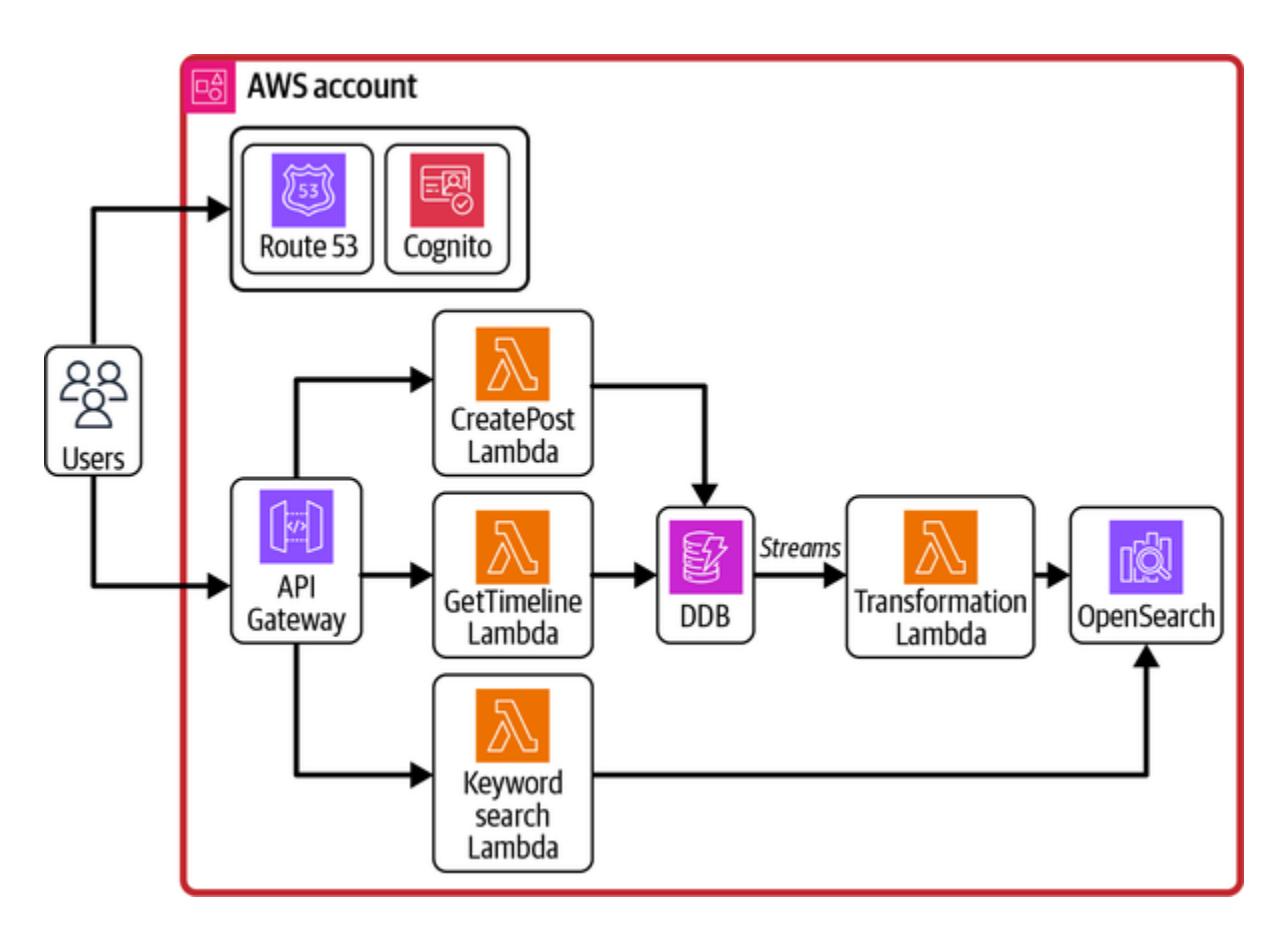 AWS account
53
Route 53
Cognito
Users
CreatePost
Lambda
API
Gateway
GetTimeline
Lambda
DDB
Streams
Transformation
Lambda
OpenSearch
Keyword
search
Lambda